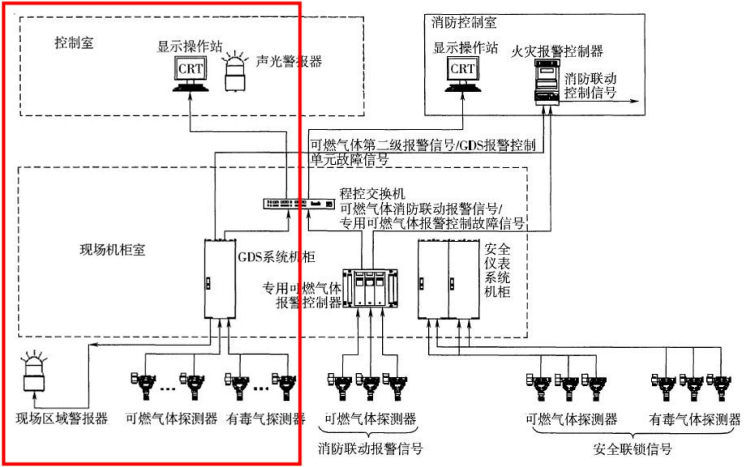 控制室
显示操作站
CRT
声光警报器
消防控制室
显示操作站
CRT
火灾报警控制器
消防联动
控制信号
可燃气体第二级报警信号/GDS报警控制
单元故障信号
程控交换机
可燃气体消防联动报警信号/
专用可燃气体报警控制故障信号
现场机柜室
GDS系统机柜
专用可燃气体
报警控制器
安全
仪表
系统
机柜
现场区域警报器
可燃气体探测器
有毒气探测器
可燃气体探测器
消防联动报警信号
可燃气体探测器
有毒气体探测器
安全联锁信号